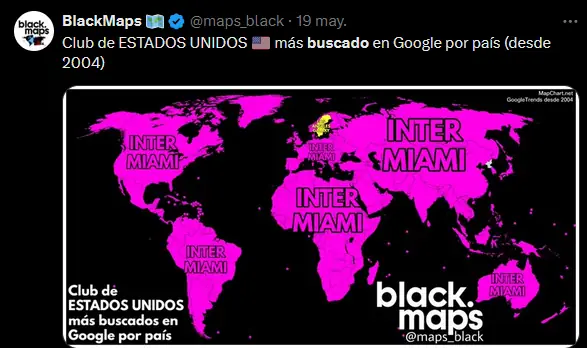 BlackMaps 🗺️ @maps_black · 19 may.
Club de ESTADOS UNIDOS 🇺🇸 más buscado en Google por país (desde
2004)
black.
maps
MapChart.net
GoogleTrends desde 2004
INTER
MIAMI
INTER
MIAMI
INTER
MIAMI
INTER
MIAMI
INTER
MIAMI
INTER
MIAMI
Club de
ESTADOS UNIDOS
más buscados en
Google por país
black.
maps
@maps_black